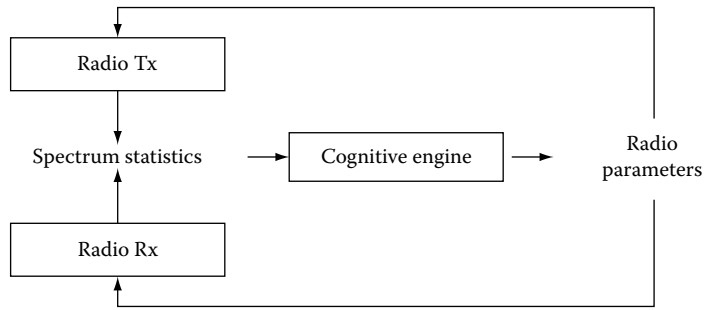 Radio Tx
Spectrum statistics
Cognitive engine
Radio
parameters
Radio Rx